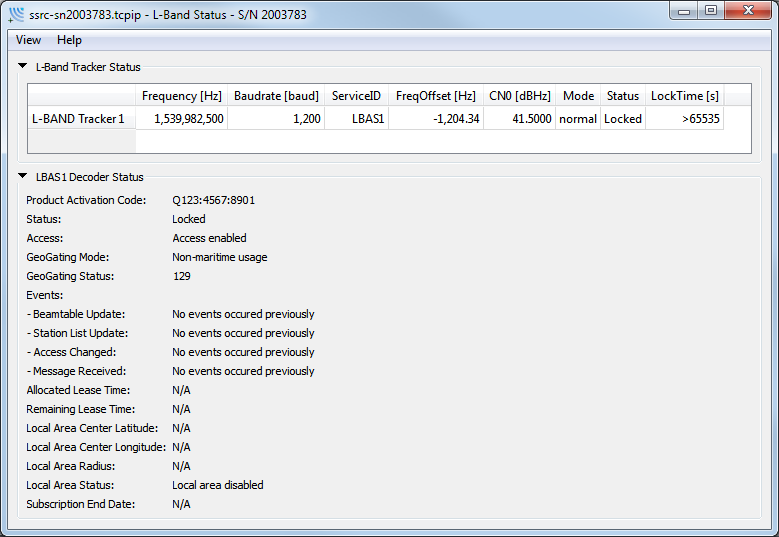 ssrc-sn2003783.tcpip - L-Band Status - S/N 2003783
View Help
L-Band Tracker Status
Frequency [Hz] Baudrate [baud] ServiceID FreqOffset [Hz] CN0 [dBHz] Mode Status LockTime [s]
L-BAND Tracker1 1,539,982,500 1,200 LBAS1 -1,204.34 41.5000 normal Locked >65535
LBAS1 Decoder Status
Product Activation Code: Q123:4567:8901
Status: Locked
Access: Access enabled
GeoGating Mode: Non-maritime usage
GeoGating Status: 129
Events:
- Beamtable Update: No events occured previously
- Station List Update: No events occured previously
- Access Changed: No events occured previously
- Message Received: No events occured previously
Allocated Lease Time: N/A
Remaining Lease Time: N/A
Local Area Center Latitude: N/A
Local Area Center Longitude: N/A
Local Area Radius: N/A
Local Area Status: Local area disabled
Subscription End Date: N/A